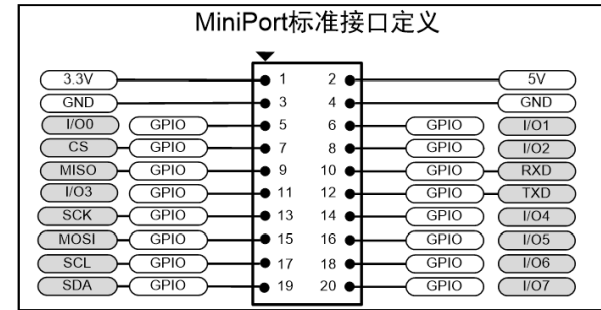 MiniPort标准接口定义
3.3V 1 2 5V
GND 3 4 GND
I/O0 GPIO 5 6 GPIO I/O1
CS GPIO 7 8 GPIO I/O2
MISO GPIO 9 10 GPIO RXD
I/O3 GPIO 11 12 GPIO TXD
SCK GPIO 13 14 GPIO I/O4
MOSI GPIO 15 16 GPIO I/O5
SCL GPIO 17 18 GPIO I/O6
SDA GPIO 19 20 GPIO I/O7